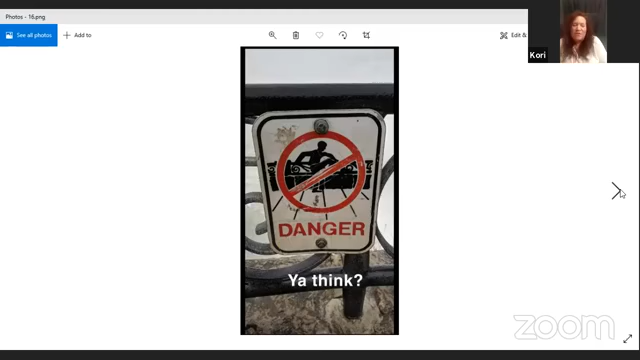 Photos - 16.png
See all photos
Add to
Edit &
Kori
DANGER
Ya think?
zoom